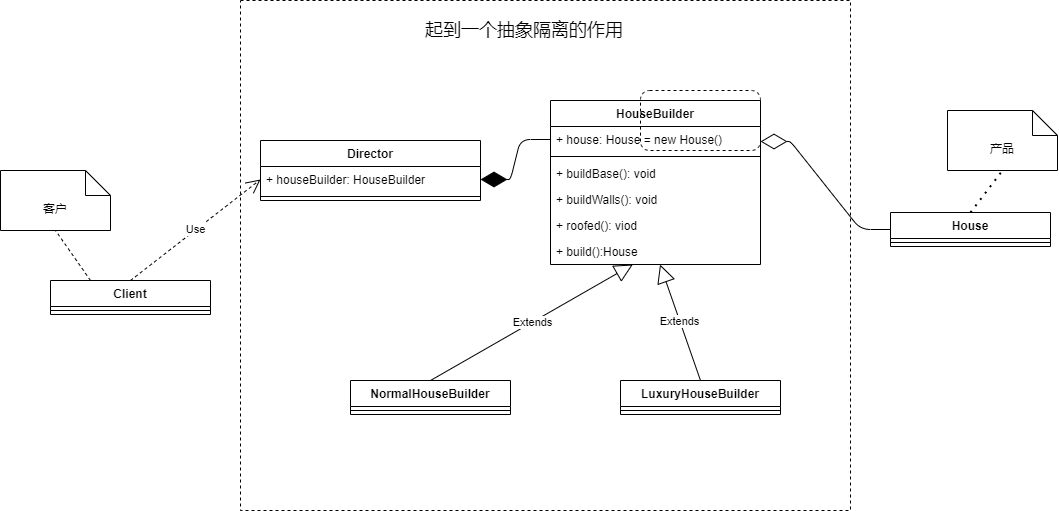 起到一个抽象隔离的作用
HouseBuilder
+ house: House = new House()
+ buildBase(): void
+ buildWalls(): void
+ roofed(): viod
+ build():House
Director
+ houseBuilder: HouseBuilder
产品
House
客户
Use
Client
Extends
Extends
NormalHouseBuilder
LuxuryHouseBuilder